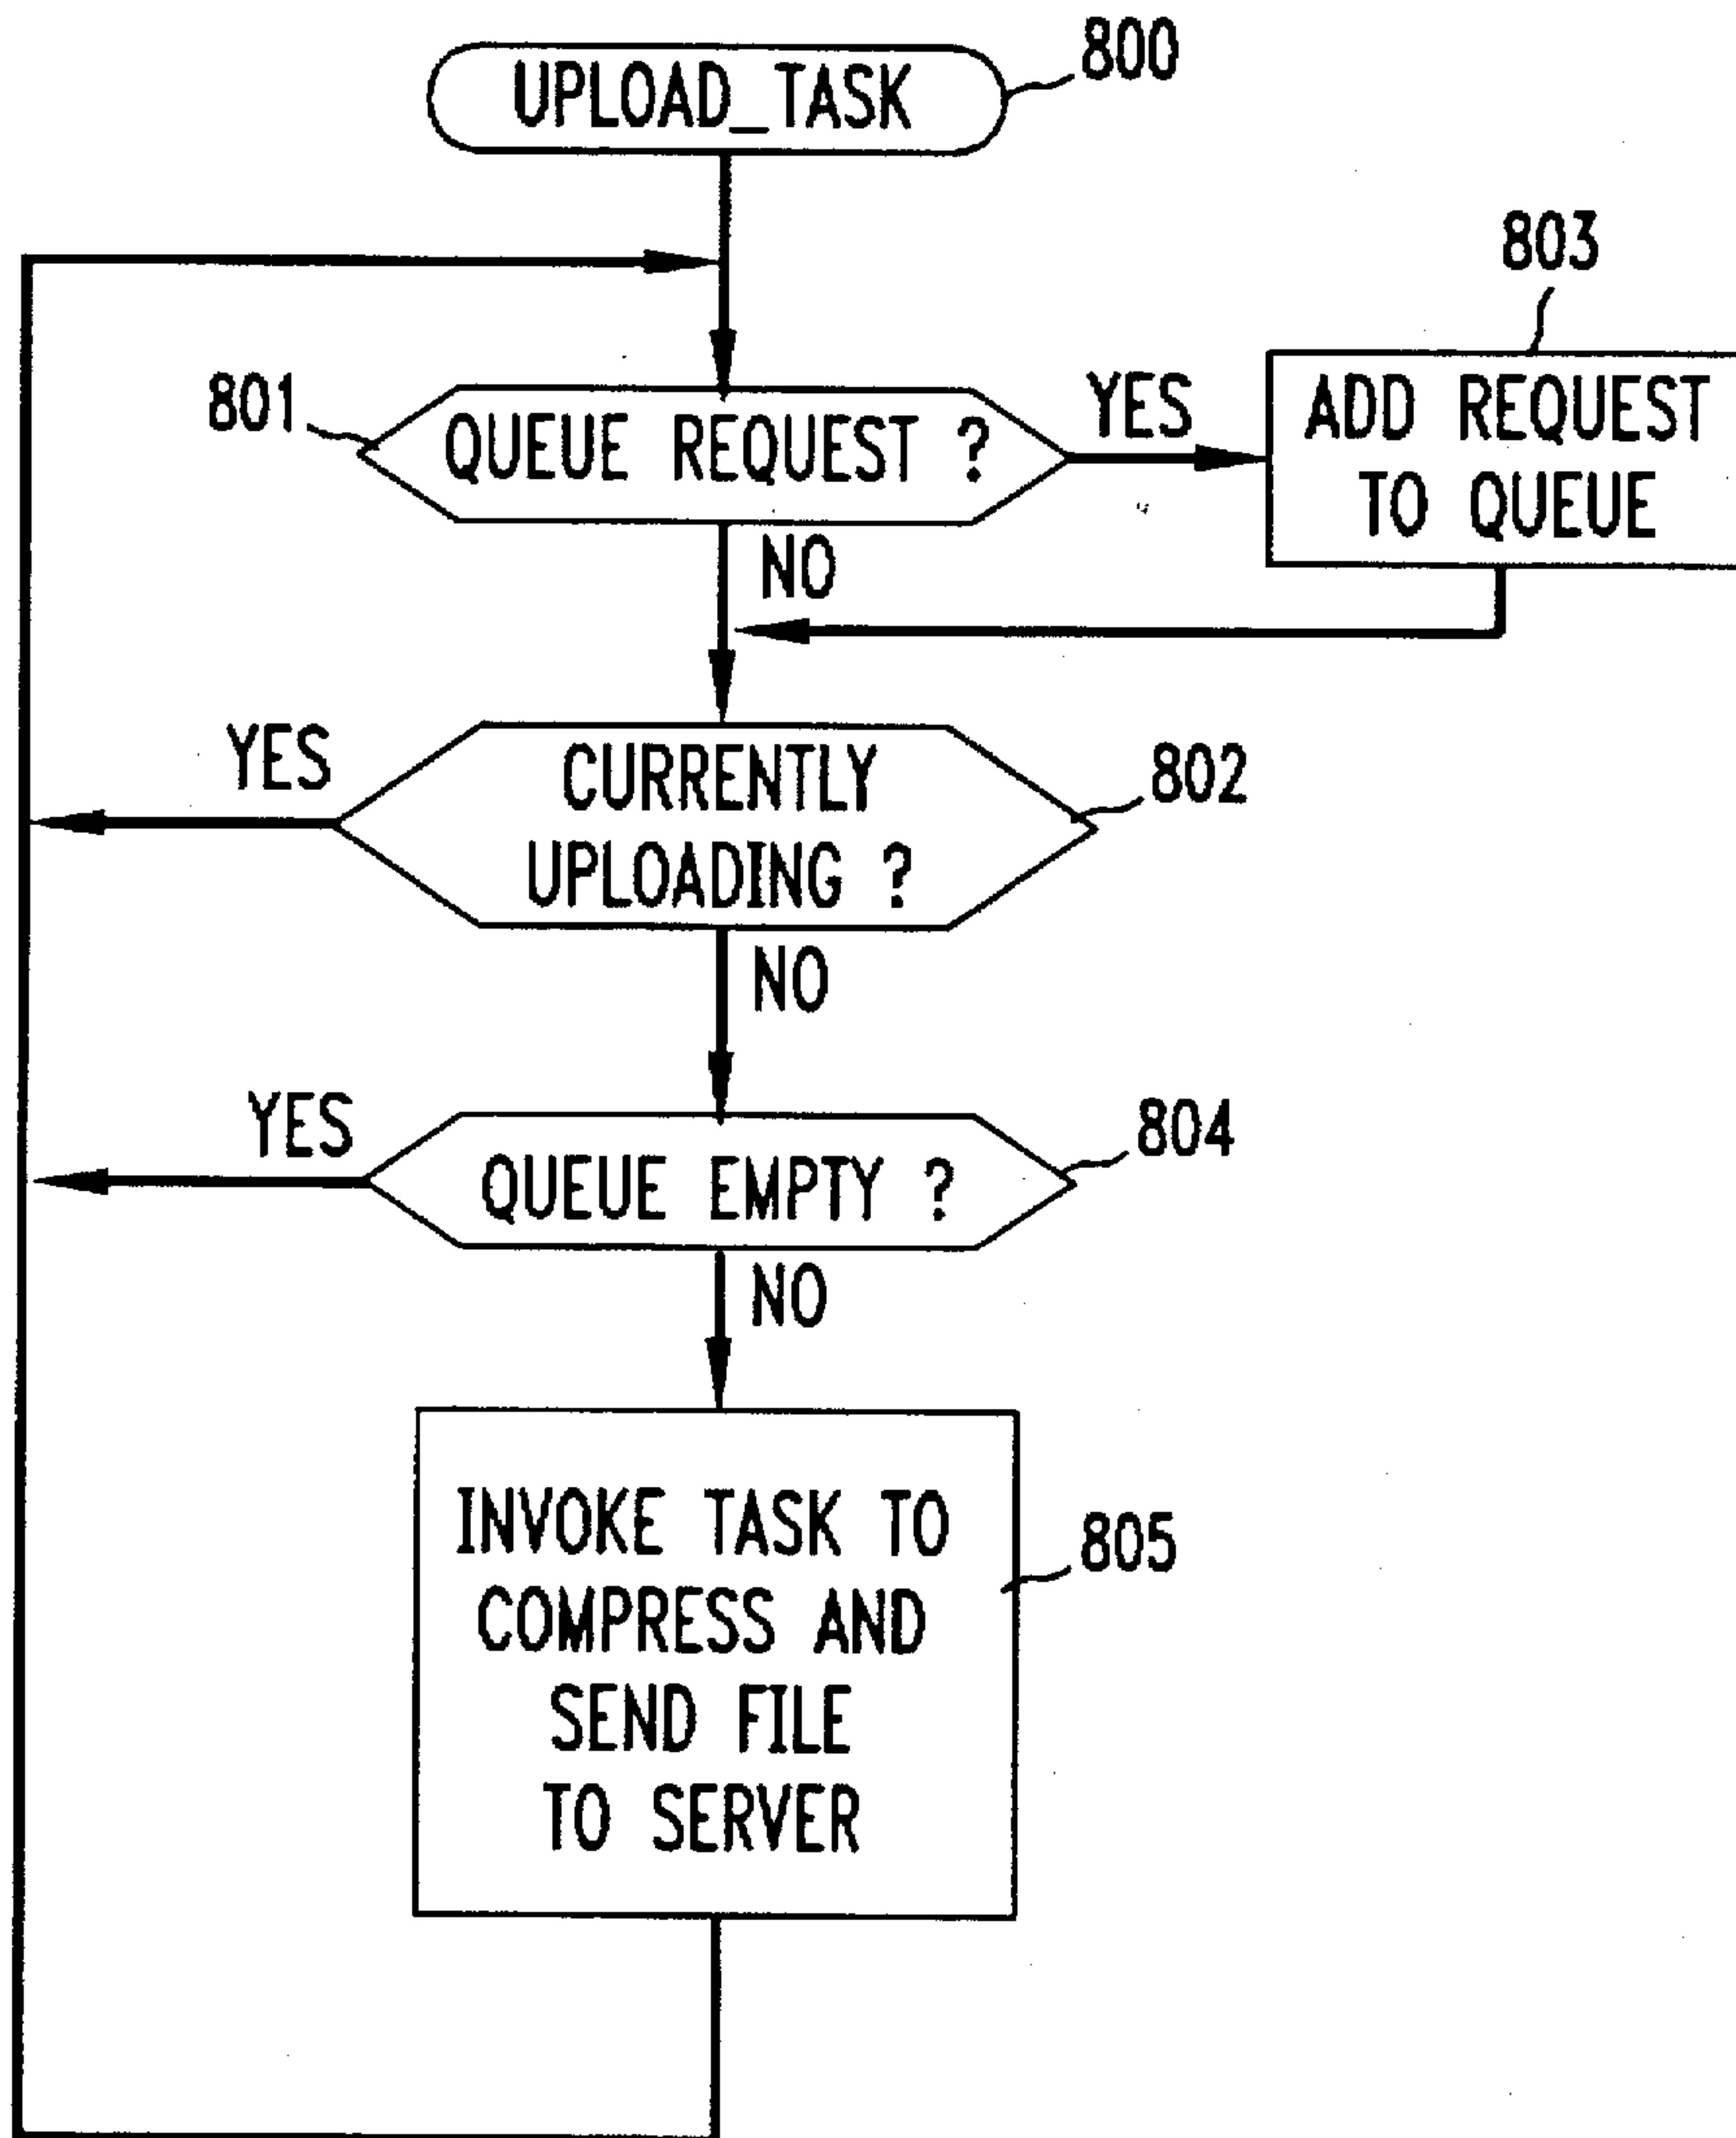 UPLOAD_TASK
800
803
801
QUEUE REQUEST ?
YES
ADD REQUEST
TO QUEUE
NO
YES
CURRENTLY
UPLOADING ?
802
NO
YES
QUEUE EMPTY ?
804
NO
INVOKE TASK TO
COMPRESS AND
SEND FILE
TO SERVER
805